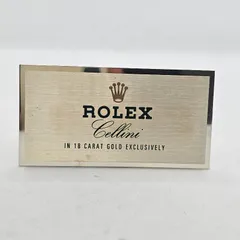 ROLEX
Cellini
IN 18 CARAT GOLD EXCLUSIVELY